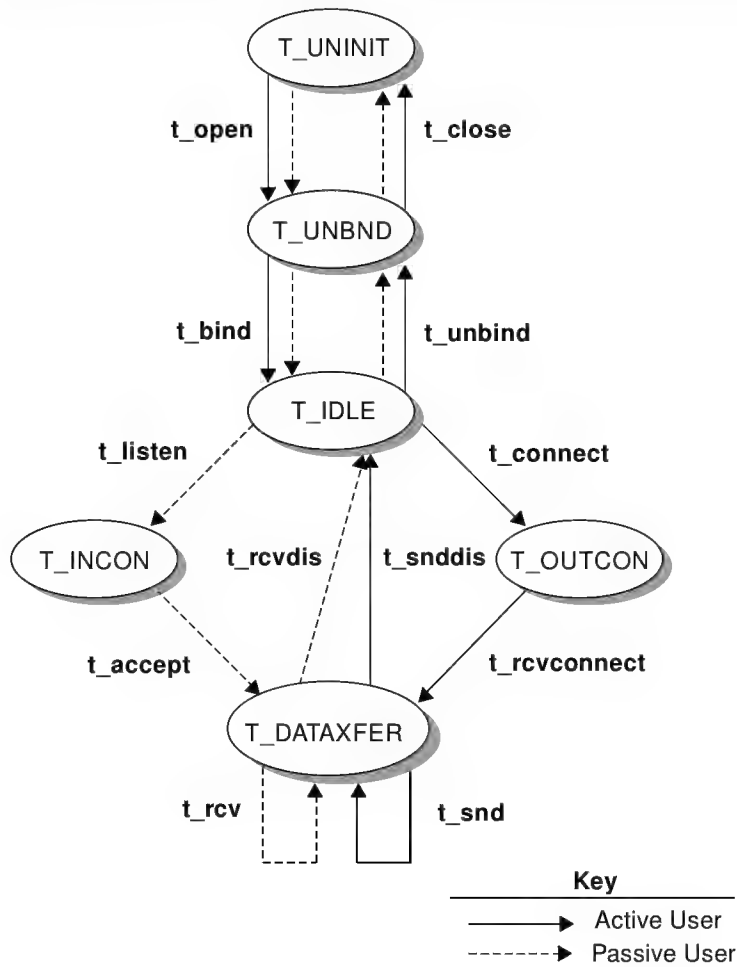 T_UNINIT
t_open
t_close
T_UNBND
t_bind
t_unbind
T_IDLE
t_listen
t_connect
T_INCON
t_rcvdis
t_snddis
T_OUTCON
t_accept
t_rcvconnect
T_DATAXFER
t_rcv
t_snd
Key
Active User
Passive User